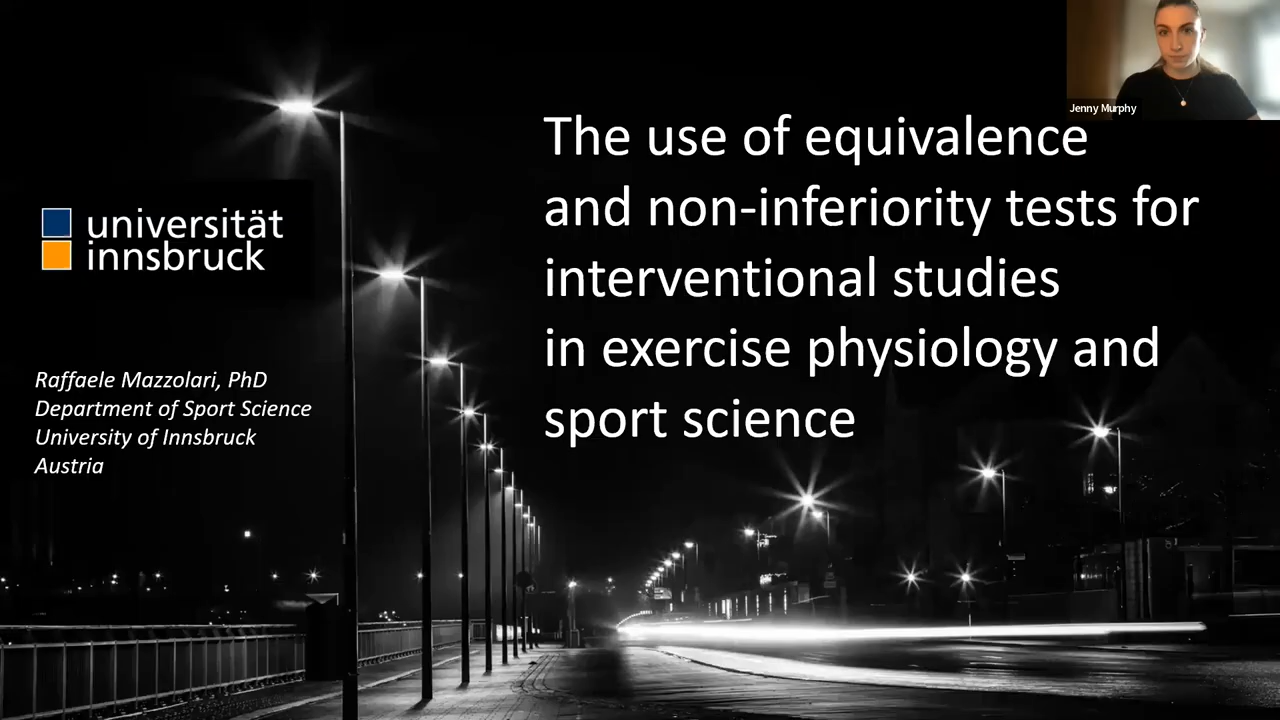 Jenny Murphy
The use of equivalence
and non-inferiority tests for
interventional studies
in exercise physiology and
sport science
universität
innsbruck
Raffaele Mazzolari, PhD
Department of Sport Science
University of Innsbruck
Austria